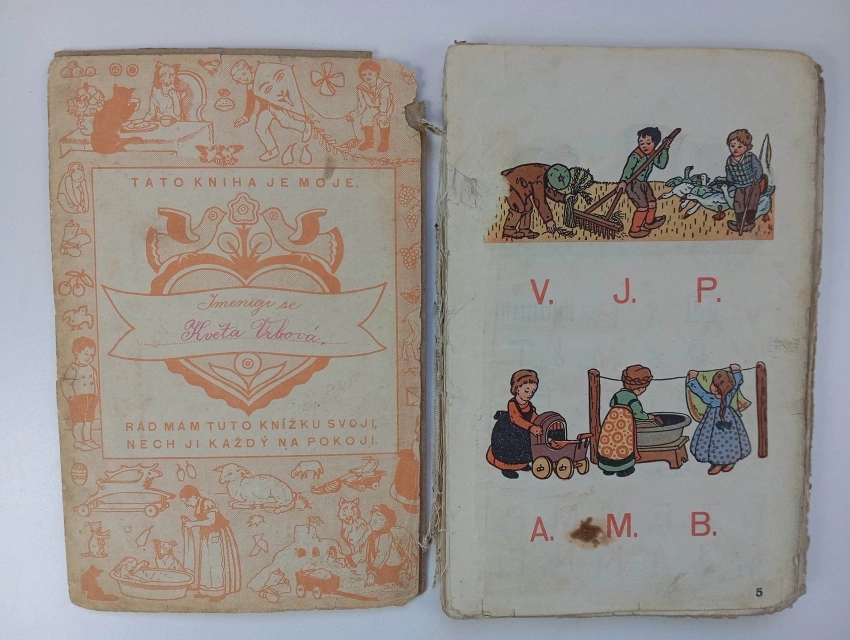 TATO KNIHA JE MOJE.
Jmenuji se
Květa Vrbová.
RÁD MÁM TUTO KNÍŽKU SVOJI,
NECH JI KAŽDÝ NA POKOJI.
V. J. P.
A. M. B.
5